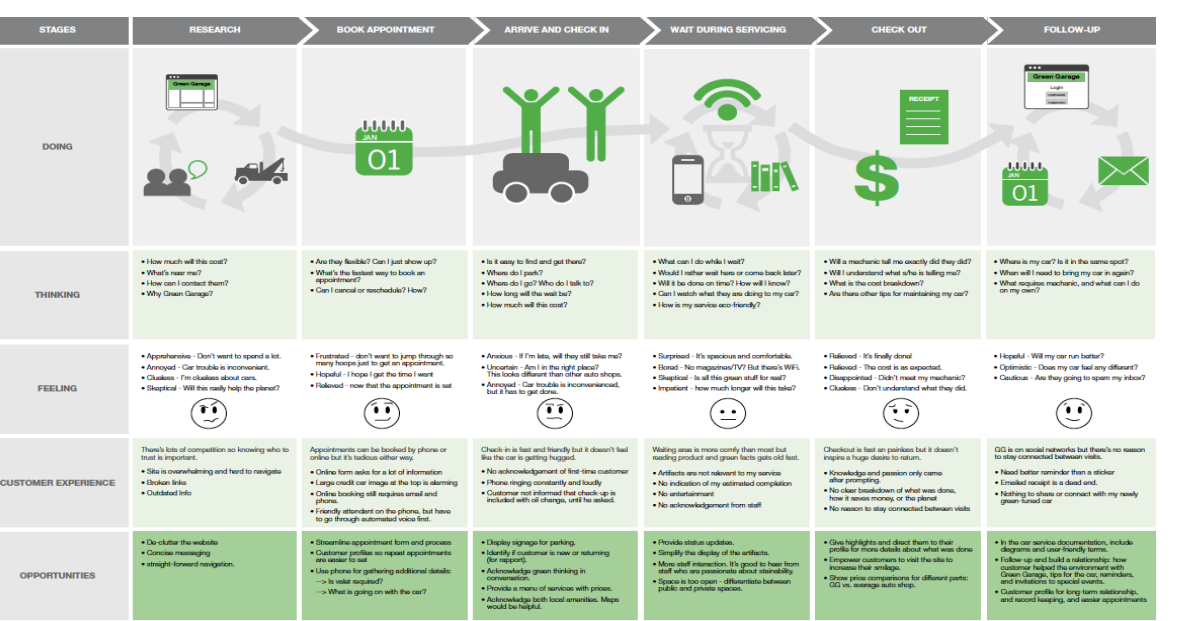 STAGES
RESEARCH
BOOK APPOINTMENT
ARRIVE AND CHECK IN
WAIT DURING SERVICING
CHECK OUT
FOLLOW-UP
DOING
Green Garage
JAN
01
RECEIPT
$
Green Garage
Login
JAN
01
THINKING
• How much will this cost?
• What's near me?
• How can I contact them?
• Why Green Garage?
• Are they flexible? Can I just show up?
• What's the fastest way to book an
appointment?
• Can I cancel or reschedule? How?
• Is it easy to find and get there?
• Where do I park?
• Where do I go? Who do I talk to?
• How long will the wait be?
• How much will this cost?
• What can I do while I wait?
• Would I rather wait here or come back later?
• Will it be done on time? How will I know?
• Can I watch what they are doing to my car?
• How is my service eco-friendly?
• Will a mechanic tell me exactly did they did?
• Will I understand what s/he is telling me?
• What is the cost breakdown?
• Are there other tips for maintaining my car?
• Where is my car? Is it in the same spot?
• When will I need to bring my car in again?
• What requires mechanic, and what can I do
on my own?
FEELING
• Apprehensive - Don't want to spend a lot.
• Annoyed - Car trouble is inconvenient.
• Clueless - I'm clueless about cars.
• Skeptical - Will this really help the planet?
• Frustrated - don't want to jump through so
many hoops just to get an appointment.
• Hopeful - I hope I get the time I want
• Relieved - now that the appointment is set
• Anxious - If I'm late, will they still take me?
• Uncertain - Am I in the right place?
This looks different than other auto shops.
• Annoyed - Car trouble is inconvenienced,
but it has to get done.
• Surprised - It's spacious and comfortable.
• Bored - No magazines/TV? But there's WiFi.
• Skeptical - Is all this green stuff for real?
• Impatient - how much longer will this take?
• Relieved - It's finally done!
• Relieved - The cost is as expected.
• Disappointed - Didn't meet my mechanic?
• Clueless - Don't understand what they did.
• Hopeful - Will my car run better?
• Optimistic - Does my car feel any different?
• Cautious - Are they going to spam my inbox?
CUSTOMER EXPERIENCE
There's lots of competition so knowing who to
trust is important.
• Site is overwhelming and hard to navigate
• Broken links
• Outdated Info
Appointments can be booked by phone or
online but it's tedious either way.
• Online form asks for a lot of information
• Large credit car image at the top is alarming
• Online booking still requires email and
phone.
• Friendly attendant on the phone, but have
to go through automated voice first.
Check-in is fast and friendly but it doesn't feel
like the car is getting hugged.
• No acknowledgement of first-time customer
• Phone ringing constantly and loudly
• Customer not informed that check-up is
included with oil change, until he asked.
Waiting area is more comfy than most but
reading product and green facts gets old fast.
• Artifacts are not relevant to my service
• No indication of my estimated completion
• No entertainment
• No acknowledgement from staff
Checkout is fast an painless but it doesn't
inspire a huge desire to return.
• Knowledge and passion only came
after prompting.
• No clear breakdown of what was done,
how it saves money, or the planet
• No reason to stay connected between visits
GG is on social networks but there's no reason
to stay connected between visits.
• Need better reminder than a sticker
• Emailed receipt is a dead end.
• Nothing to share or connect with my newly
green-tuned car
OPPORTUNITIES
• De-clutter the website
• Concise messaging
• straight-forward navigation.
• Streamline appointment form and process
• Customer profiles so repeat appointments
are easier to set
• Use phone for gathering additional details:
--> Is valet required?
--> What is going on with the car?
• Display signage for parking.
• Identify if customer is new or returning
(for rapport).
• Acknowledge green thinking in
conversation.
• Provide a menu of services with prices.
• Acknowledge both local amenities. Maps
would be helpful.
• Provide status updates.
• Simplify the display of the artifacts.
• More staff interaction. It's good to hear from
staff who are passionate about stainability.
• Space is too open - differentiate between
public and private spaces.
• Give highlights and direct them to their
profile for more details about what was done
• Empower customers to visit the site to
increase their smileage.
• Show price comparisons for different parts:
GG vs. average auto shop.
• In the car service documentation, include
diagrams and user-friendly terms.
• Follow-up and build a relationship: how
customer helped the environment with
Green Garage, tips for the car, reminders,
and invitations to special events.
• Customer profile for long-term relationship,
and record keeping, and easier appointments